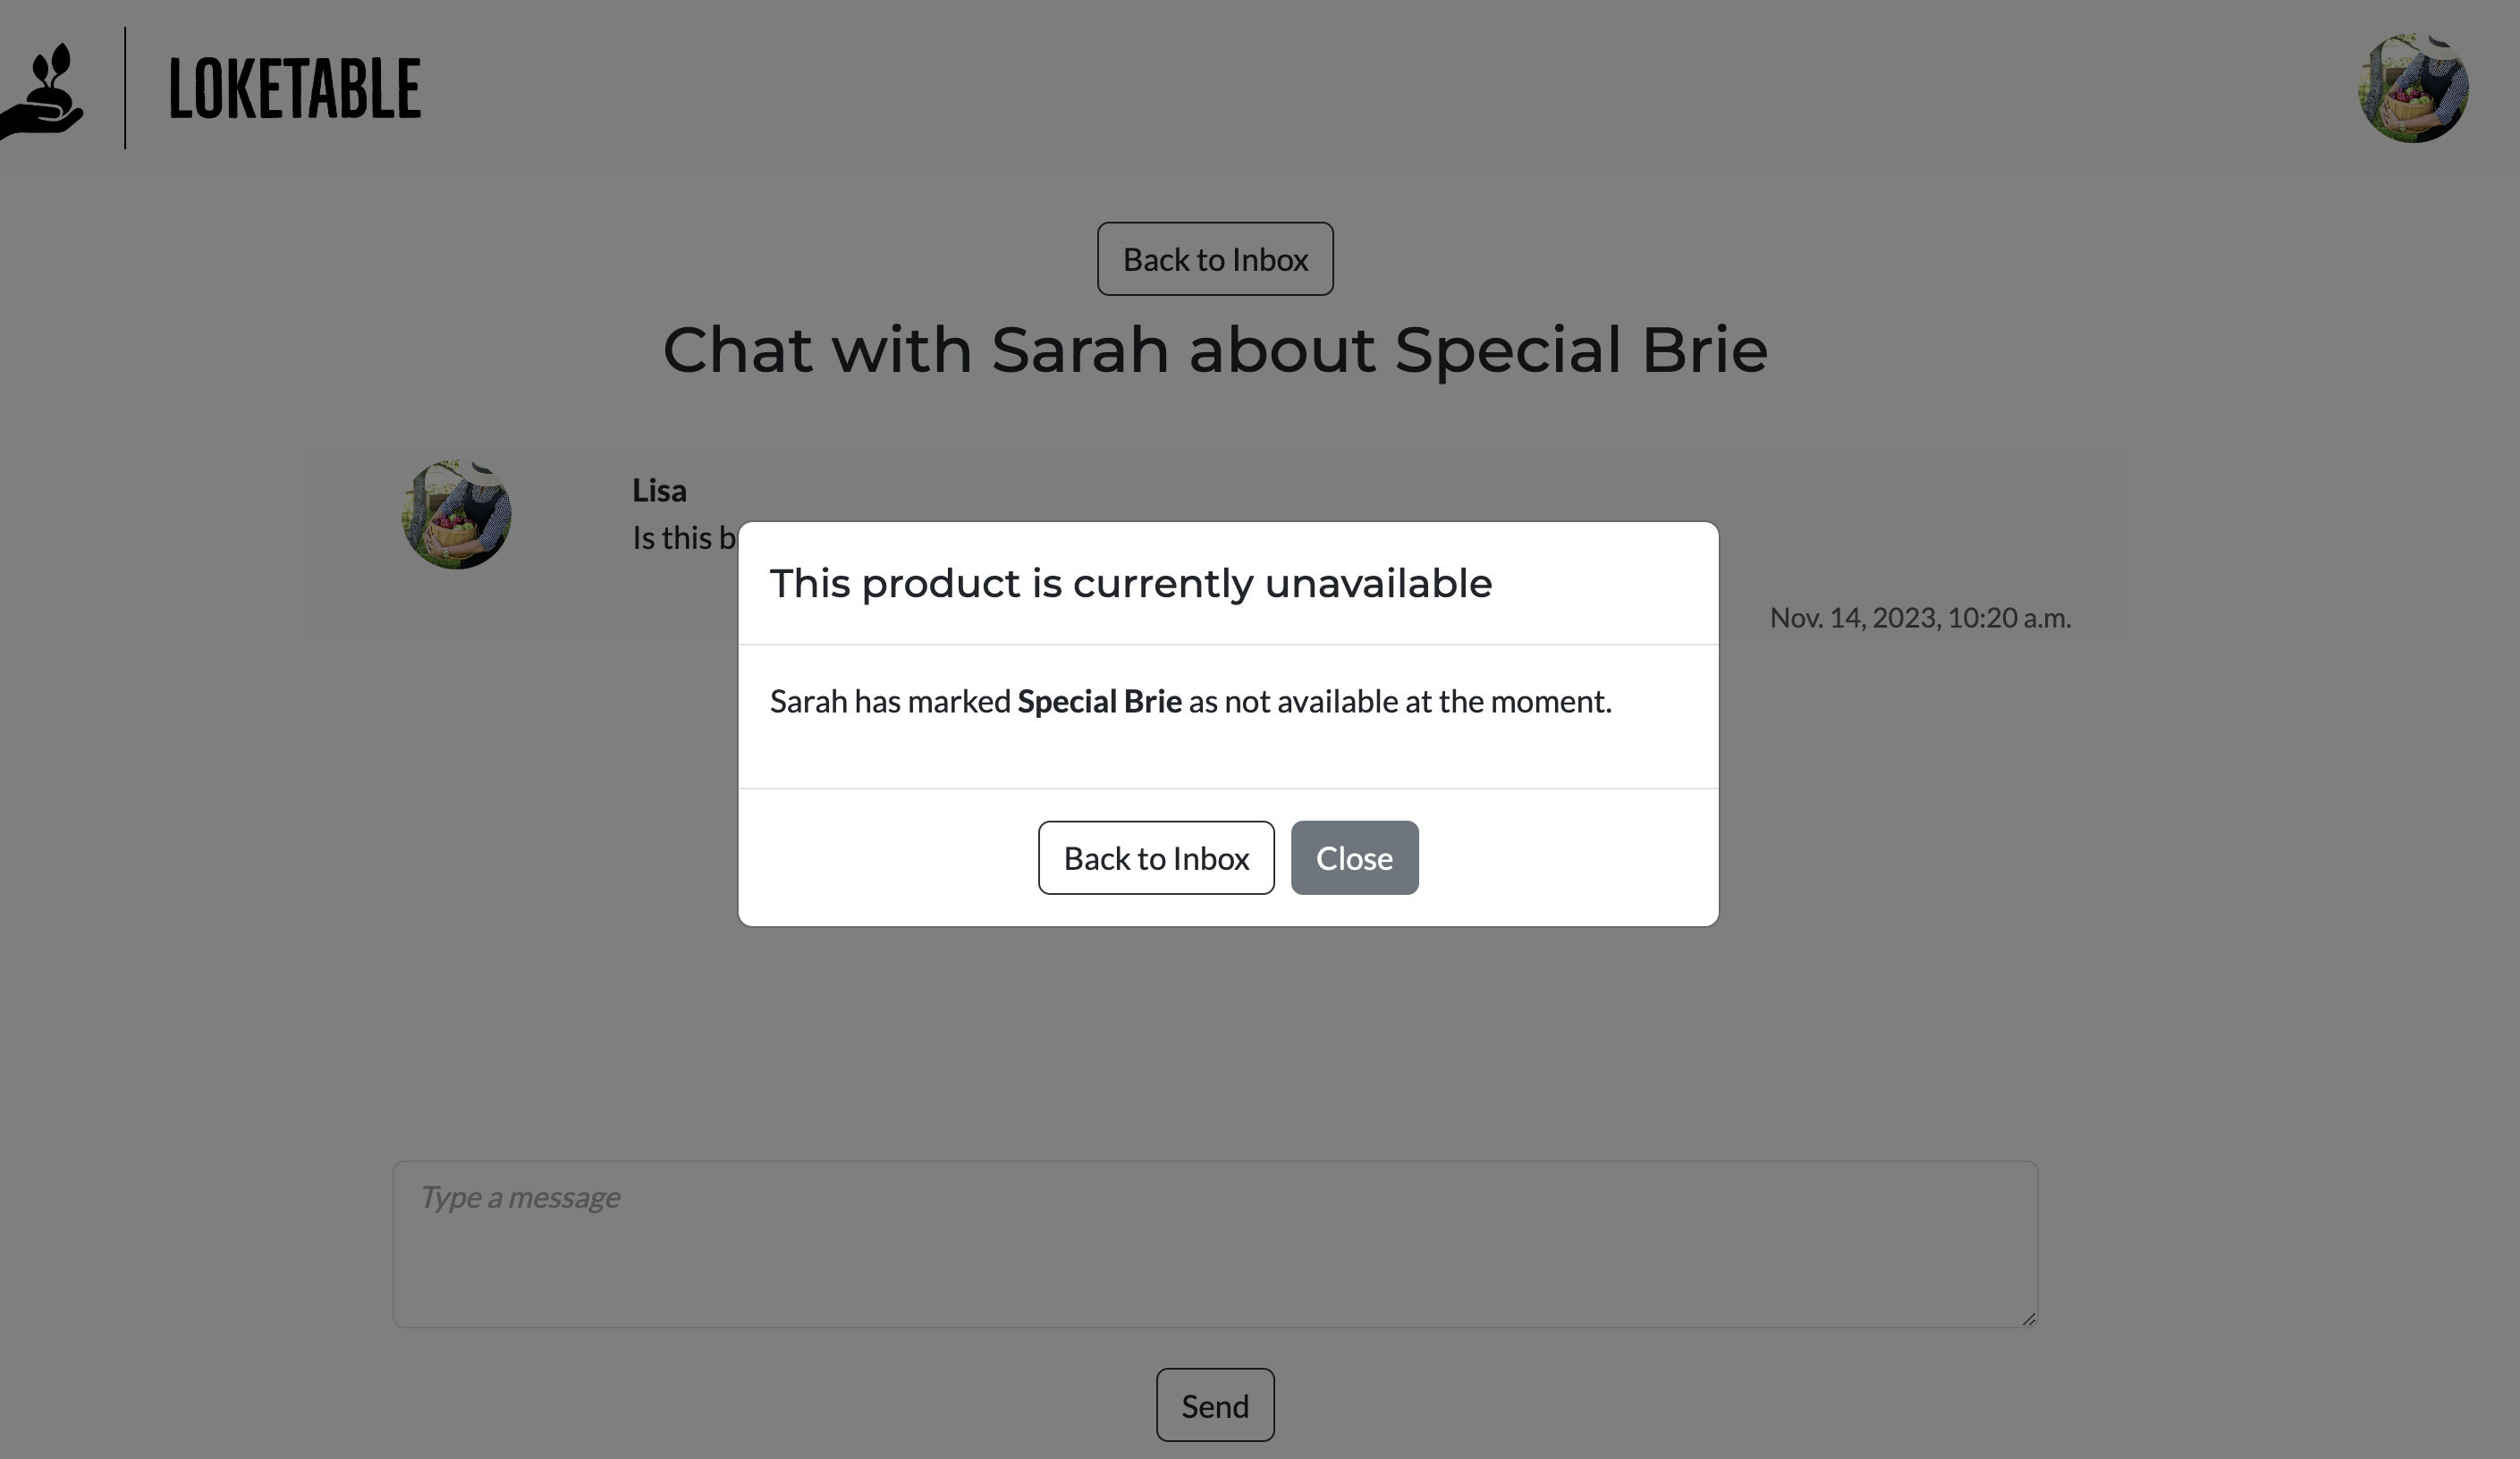 LOKETABLE
Back to Inbox
Chat with Sarah about Special Brie
Lisa
Is this
This product is currently unavailable
Nov. 14, 2023, 10:20 a.m.
Sarah has marked Special Brie as not available at the moment.
Back to Inbox
Close
Type a message
Send